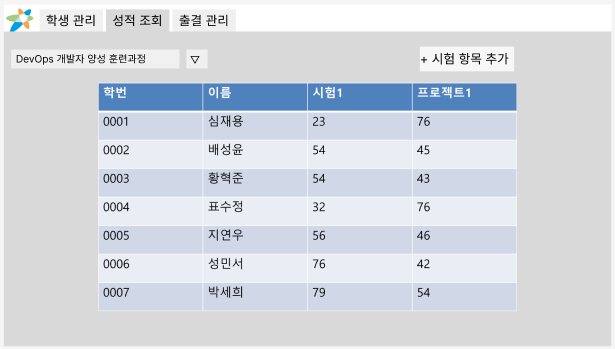 학생 관리 성적 조회 출결 관리
DevOps 개발자 양성 훈련과정 ▽ + 시험 항목 추가
학번 이름 시험1 프로젝트1
0001 심재용 23 76
0002 배성윤 54 45
0003 황혁준 54 43
0004 표수정 32 76
0005 지연우 56 46
0006 성민서 76 42
0007 박세희 79 54